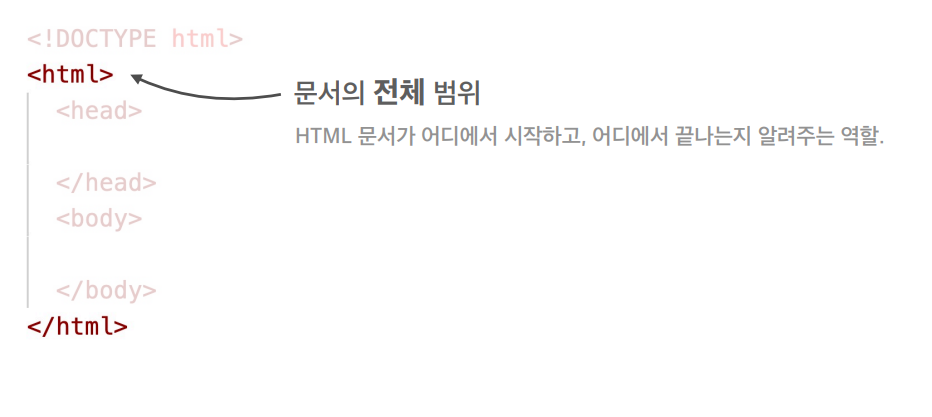 <!DOCTYPE html>
<html>
문서의 전체 범위
<head>
HTML 문서가 어디에서 시작하고, 어디에서 끝나는지 알려주는 역할.
</head>
<body>
</body>
</html>